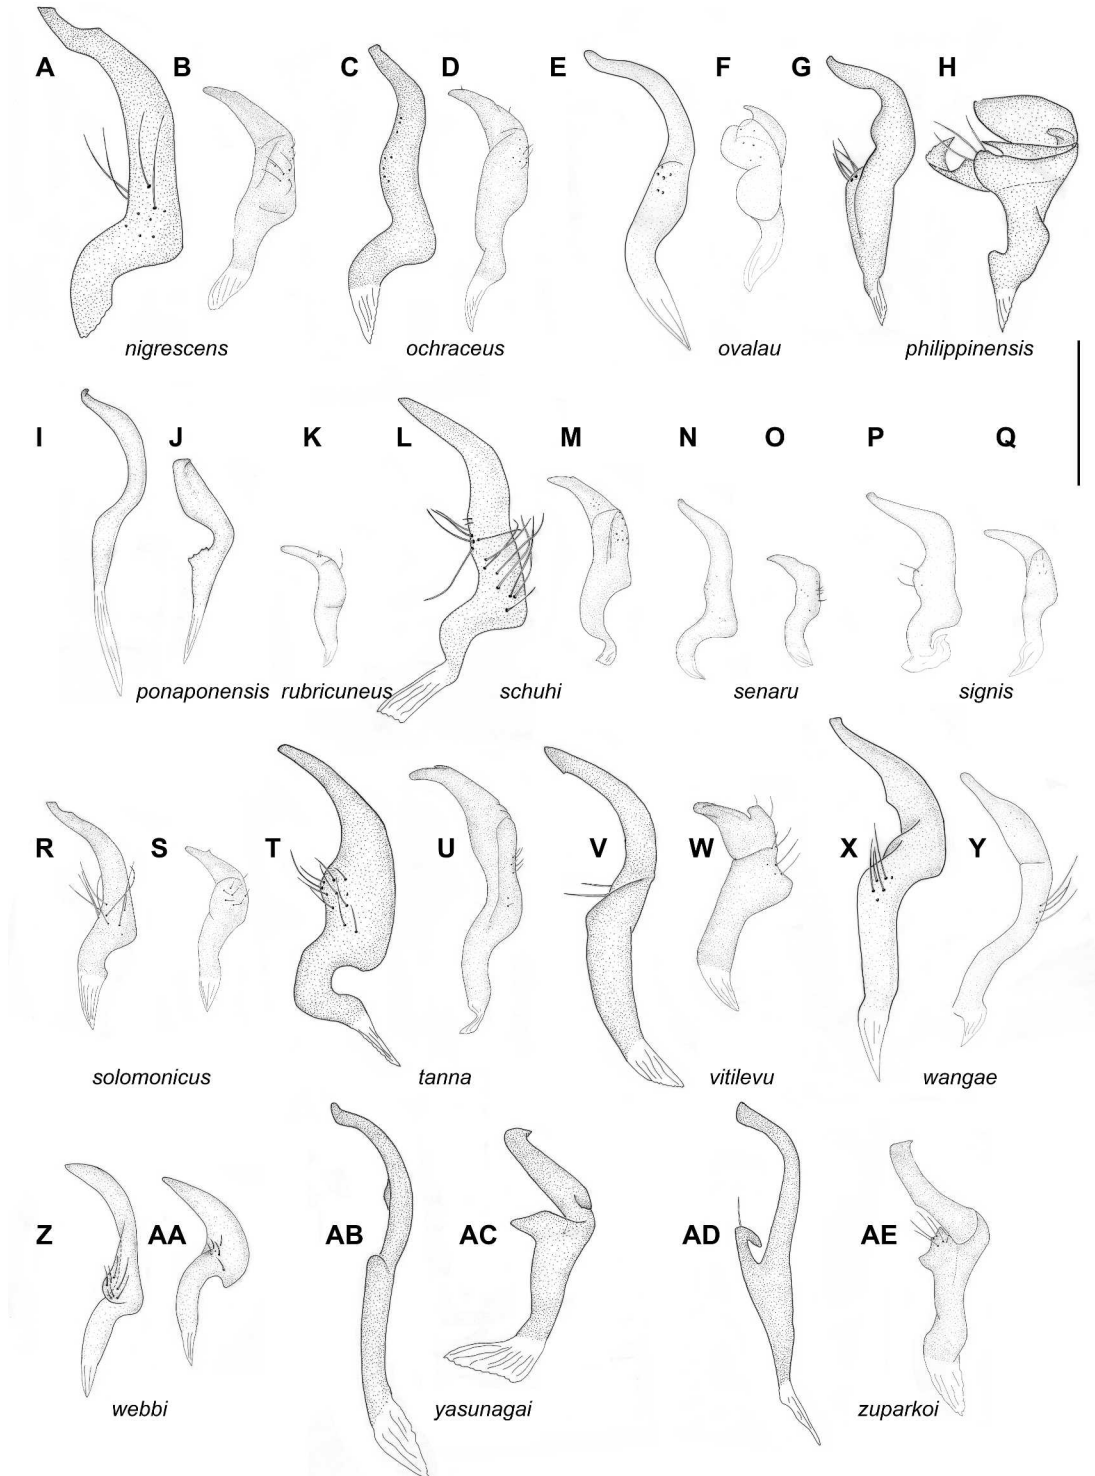 A B C D E F G H
nigrescens ochraceus ovalau philippinensis
I J K L M N O P Q
ponaponensis rubricuneus schuhi senaru signis
R S T U V W X Y
solomonicus tanna vitilevu wangae
Z AA AB AC AD AE
webbi yasunagai zuparkoi